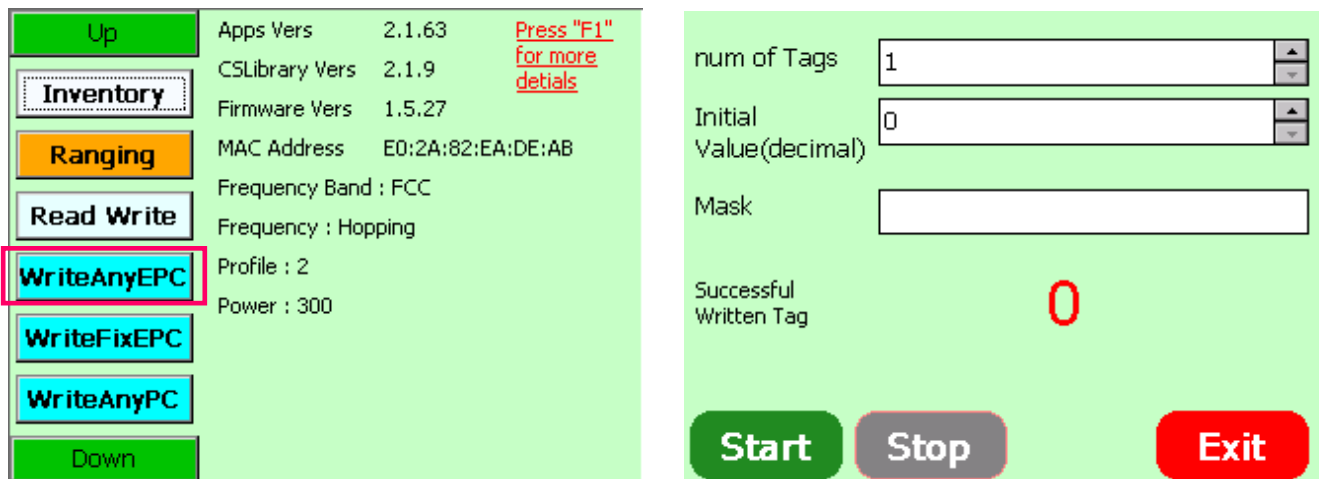 Up
Inventory
Ranging
Read Write
WriteAnyEPC
WriteFixEPC
WriteAnyPC
Down
Apps Vers 2.1.63
CSLibrary Vers 2.1.9
Firmware Vers 1.5.27
MAC Address E0:2A:82:EA:DE:AB
Frequency Band : FCC
Frequency : Hopping
Profile : 2
Power : 300
Press "F1"
for more
detials
num of Tags 1
Initial
Value(decimal) 0
Mask
Successful
Written Tag 0
Start Stop Exit